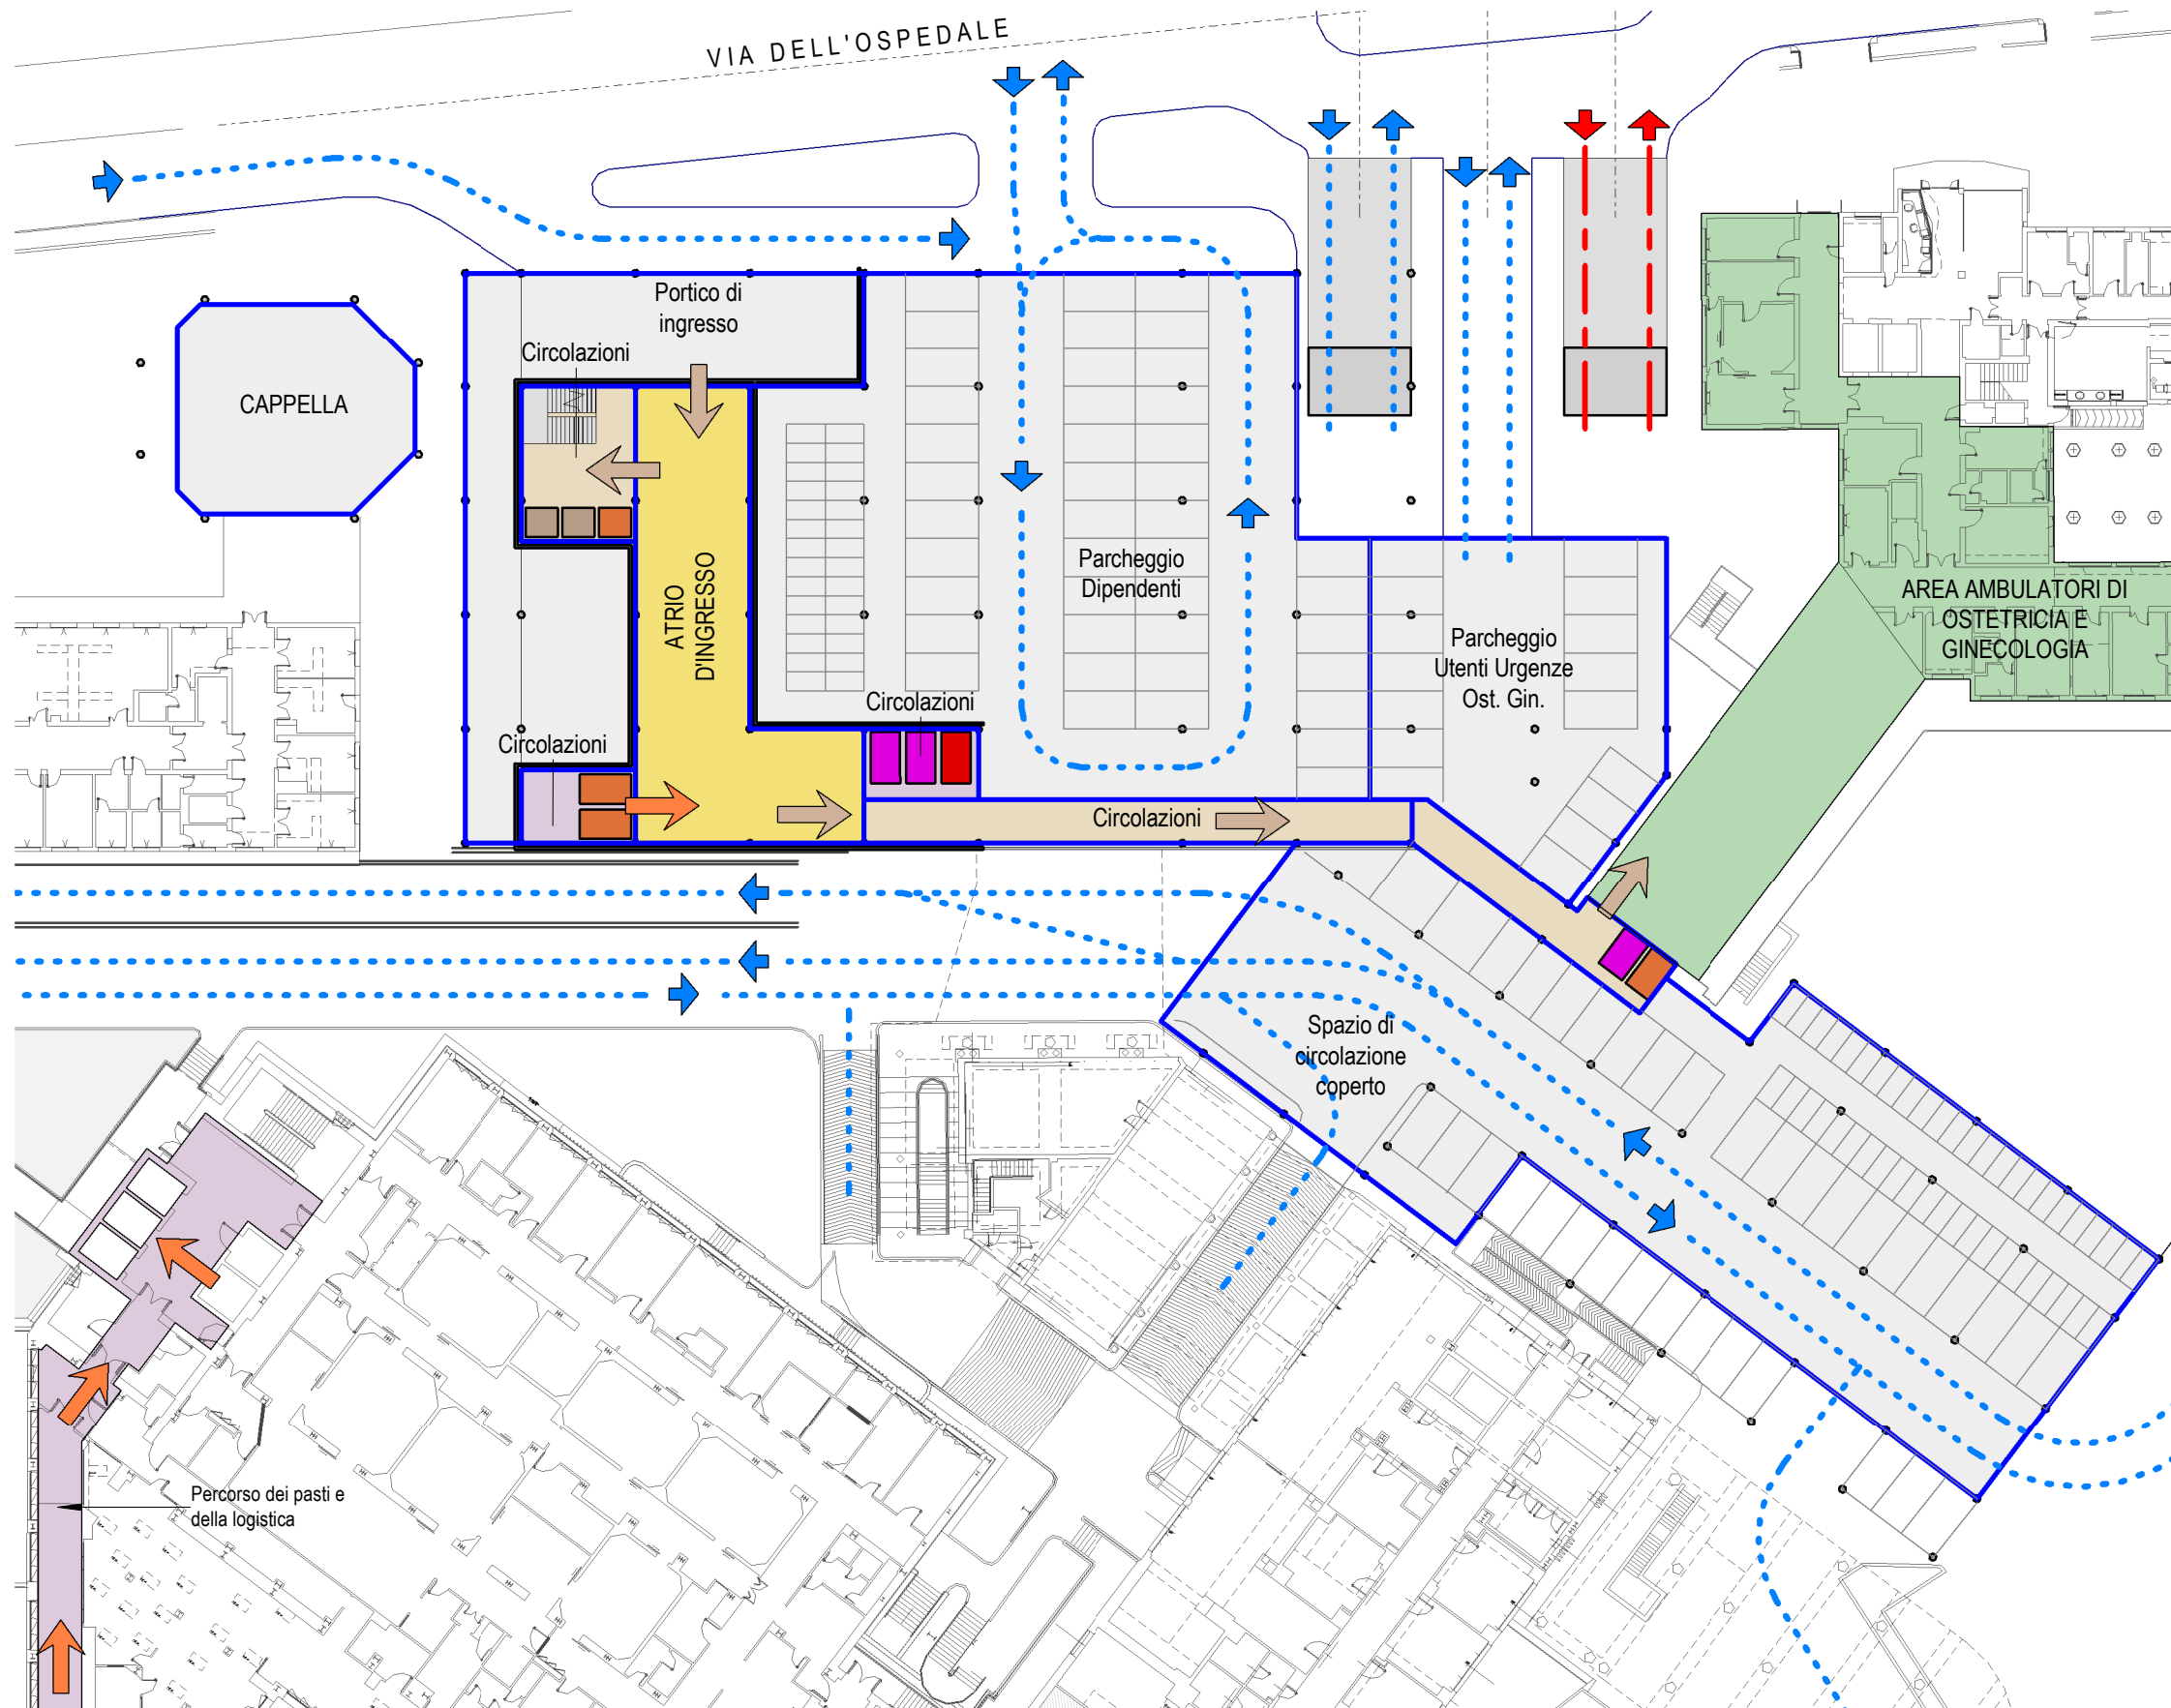 VIA DELL'OSPEDALE
Portico di
ingresso
Circolazioni
CAPPELLA
ATRIO
D'INGRESSO
Parcheggio
Dipendenti
AREA AMBULATORI DI
OSTETRICIA E
GINECOLOGIA
Parcheggio
Utenti Urgenze
Ost. Gin.
Circolazioni
Circolazioni
Circolazioni
Spazio di
circolazione
coperto
Percorso dei pasti e
della logistica